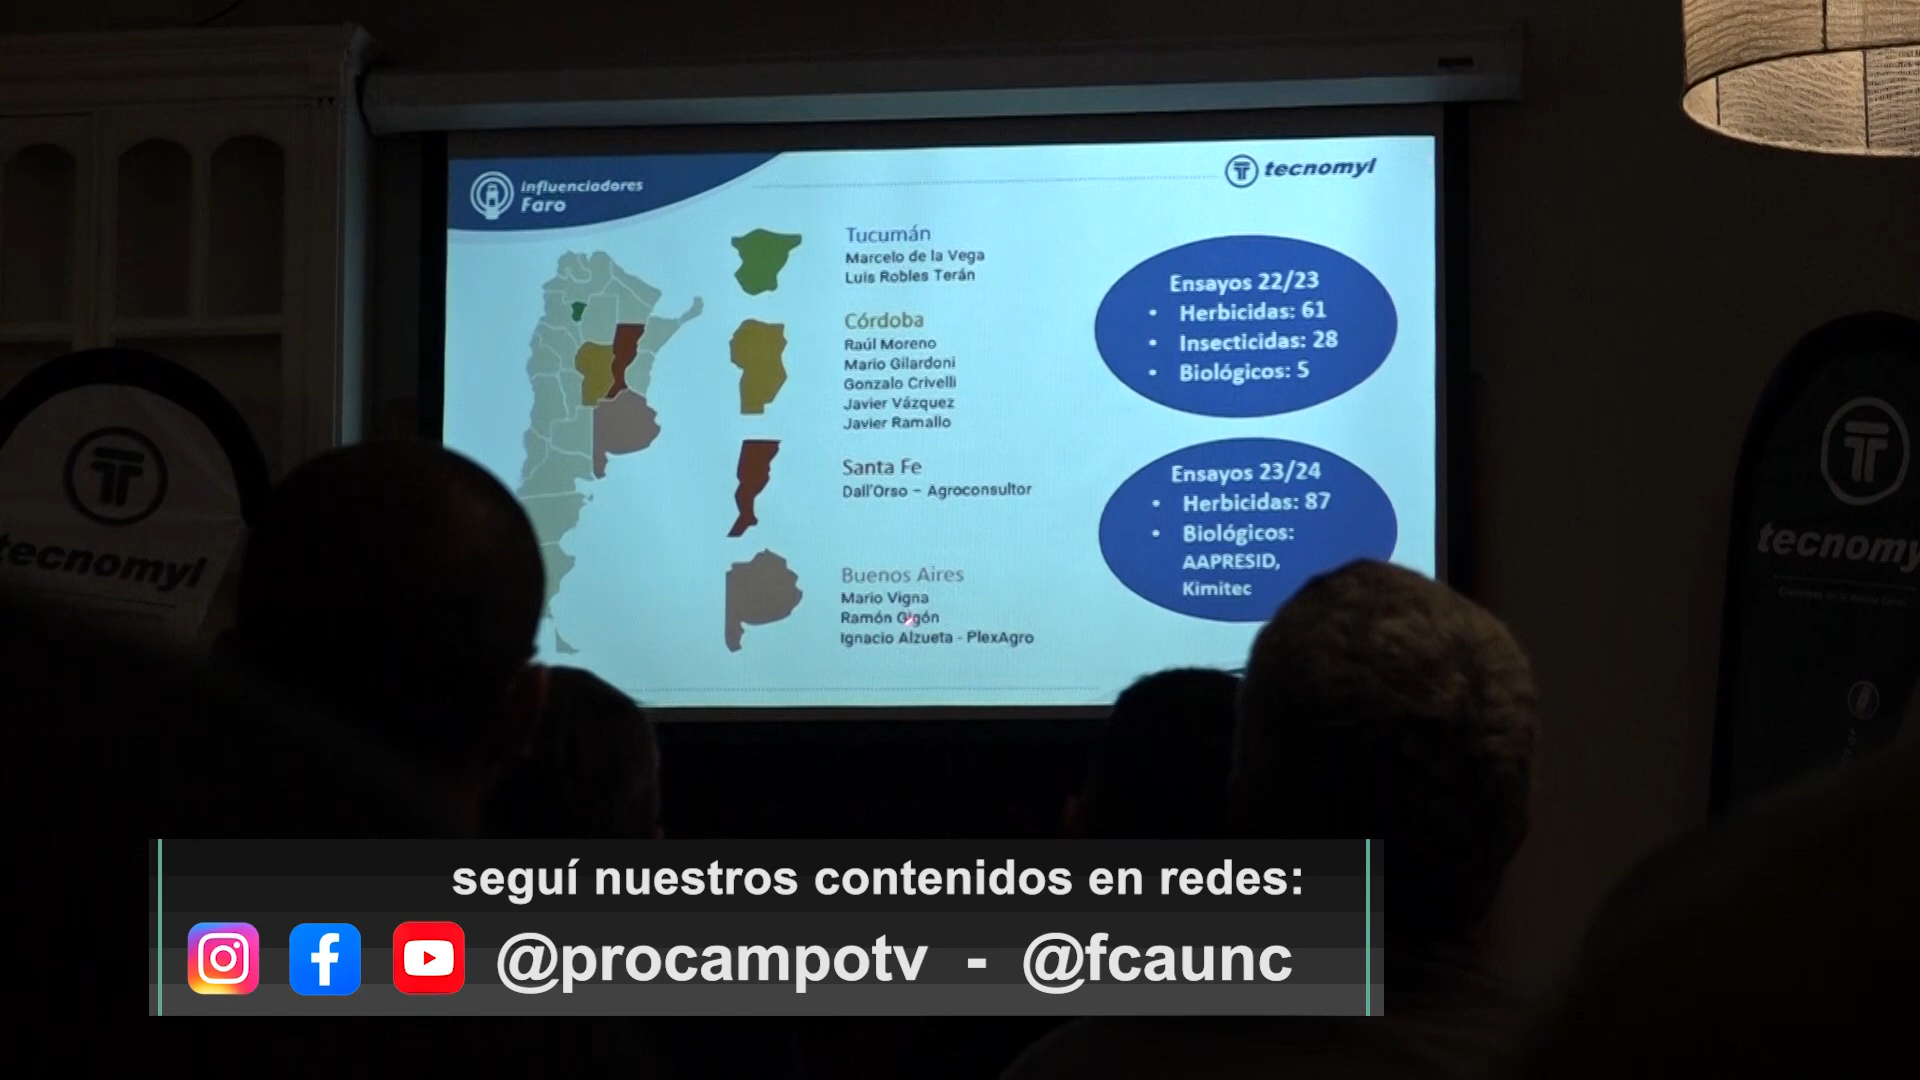 influenciadores
Faro
tecnomyl
Tucumán
Marcelo de la Vega
Luis Robles Terán
Córdoba
Raúl Moreno
Mario Gilardoni
Gonzalo Crivelli
Javier Vázquez
Javier Ramallo
Santa Fe
Dall'Orso – Agroconsultor
Buenos Aires
Mario Vigna
Ramón Gigón
Ignacio Alzueta - PlexAgro
Ensayos 22/23
• Herbicidas: 61
• Insecticidas: 28
• Biológicos: 5
Ensayos 23/24
• Herbicidas: 87
• Biológicos:
AAPRESID,
Kimitec
tecnomyl
tecnomy
seguí nuestros contenidos en redes:
@procampotv - @fcaunc